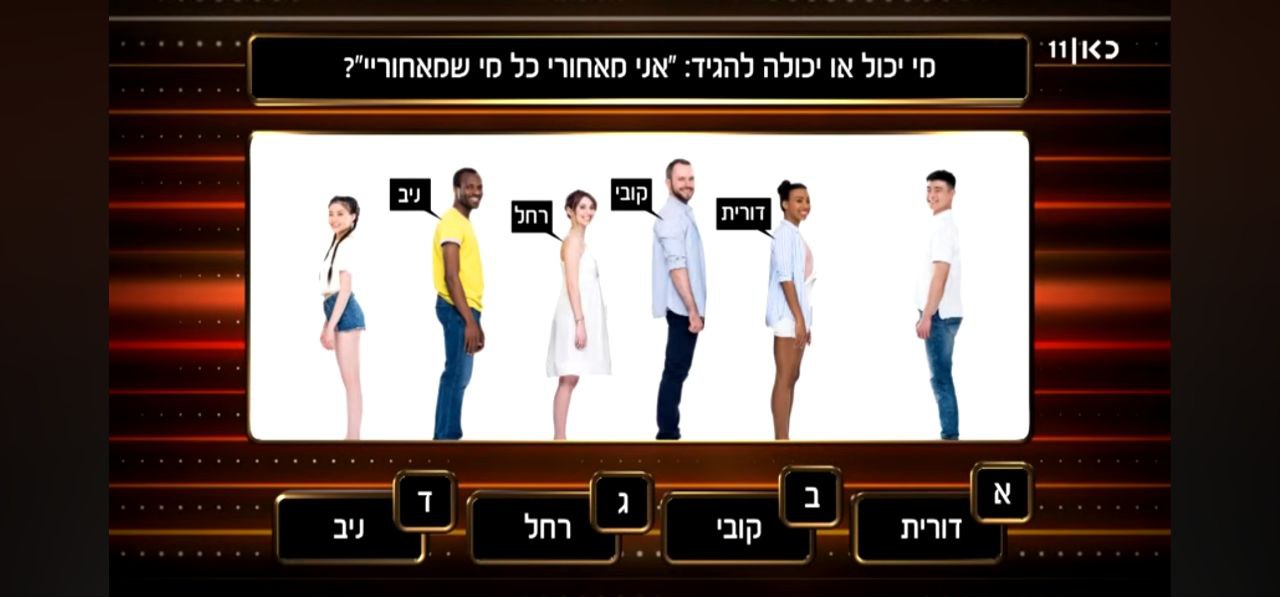 כאן|11
מי יכול או יכולה להגיד: "אני מאחורי כל מי שמאחוריי"?
ניב
רחל
קובי
דורית
א
דורית
ב
קובי
ג
רחל
ד
ניב